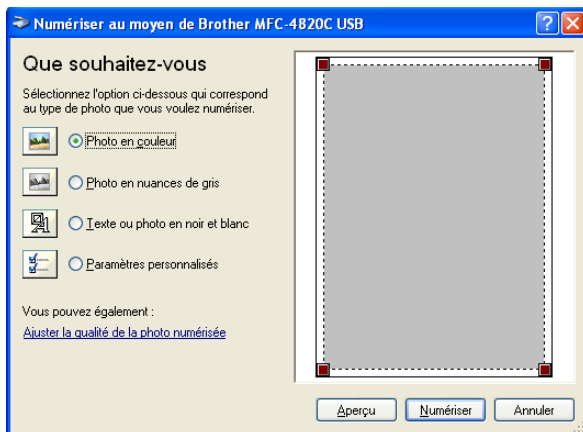 Numériser au moyen de Brother MFC-4820C USB
Que souhaitez-vous
Sélectionnez l'option ci-dessous qui correspond
au type de photo que vous voulez numériser.
Photo en couleur
Photo en nuances de gris
Texte ou photo en noir et blanc
Paramètres personnalisés
Vous pouvez également :
Ajuster la qualité de la photo numérisée
Aperçu
Numériser
Annuler